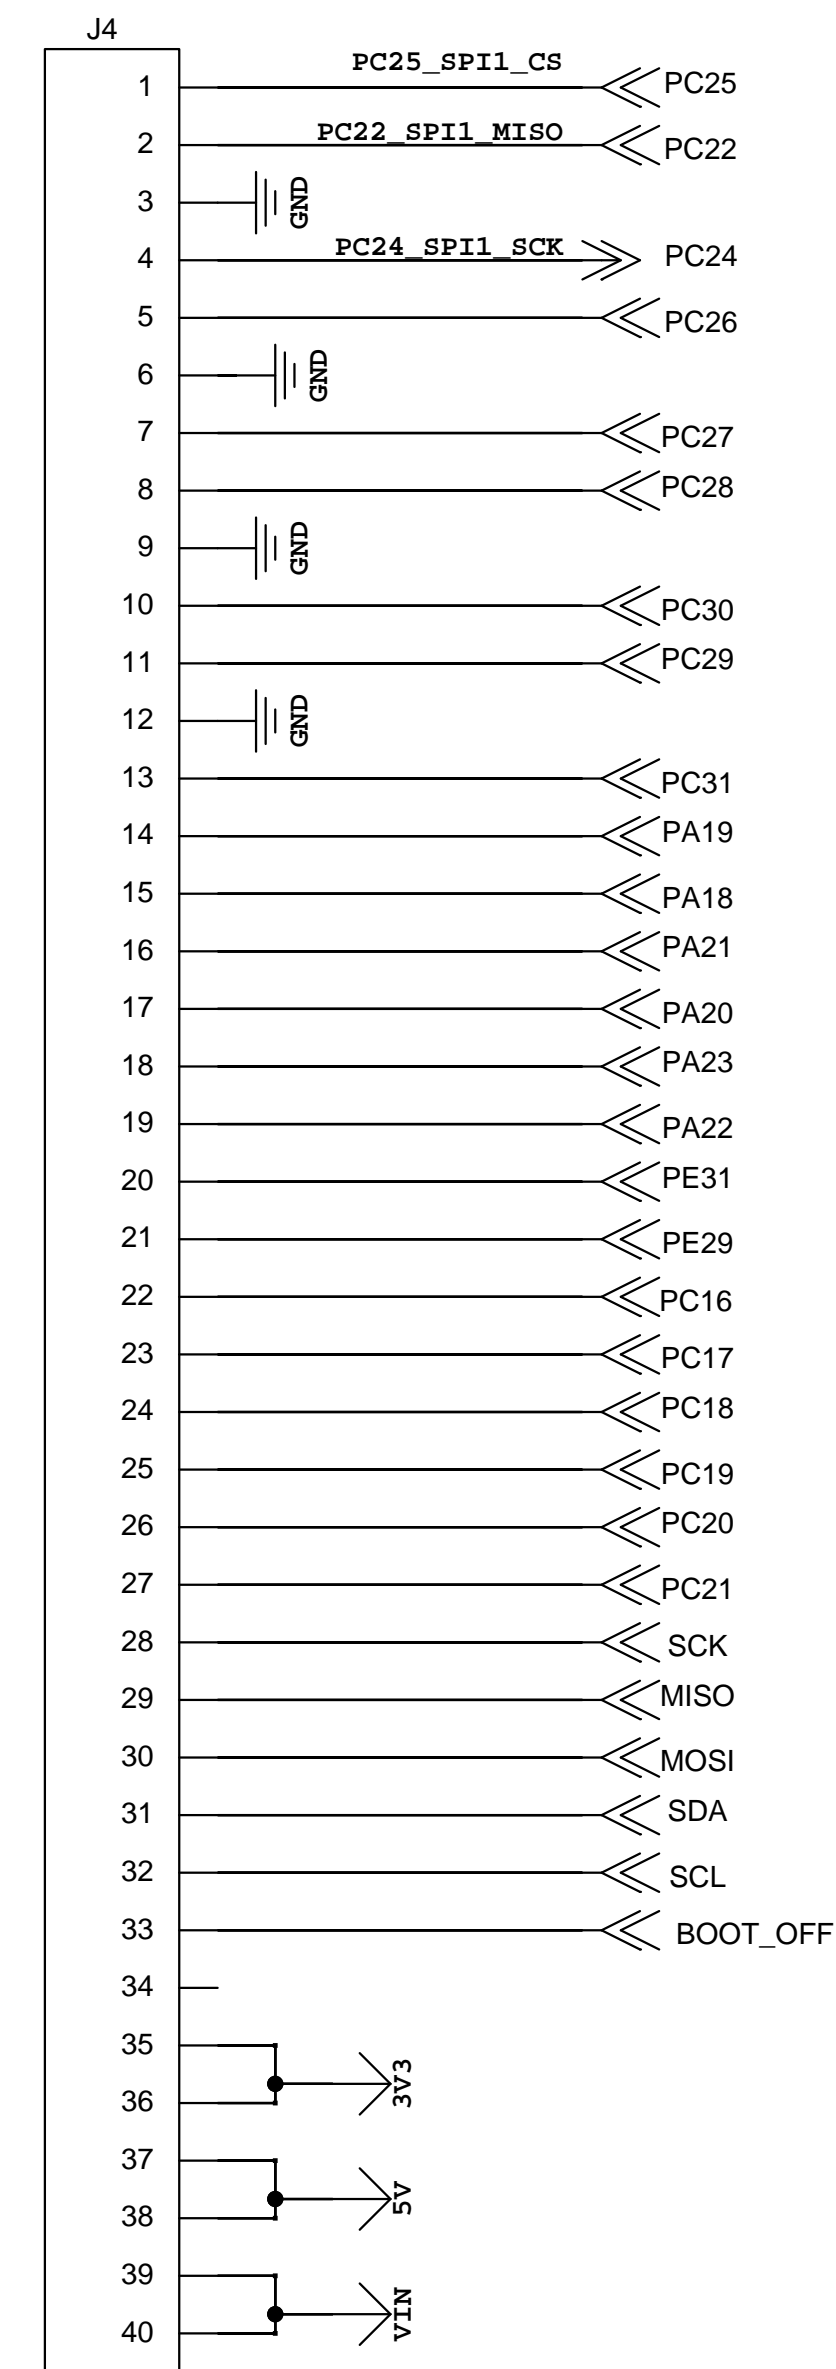 J4
PC25_SPI1_CS
1 PC25
PC22_SPI1_MISO
2 PC22
3 GND
PC24_SPI1_SCK
4 PC24
5 PC26
6 GND
7 PC27
8 PC28
9 GND
10 PC30
11 PC29
12 GND
13 PC31
14 PA19
15 PA18
16 PA21
17 PA20
18 PA23
19 PA22
20 PE31
21 PE29
22 PC16
23 PC17
24 PC18
25 PC19
26 PC20
27 PC21
28 SCK
29 MISO
30 MOSI
31 SDA
32 SCL
33 BOOT_OFF
34
35
3V3
36
37
5V
38
39
VIN
40